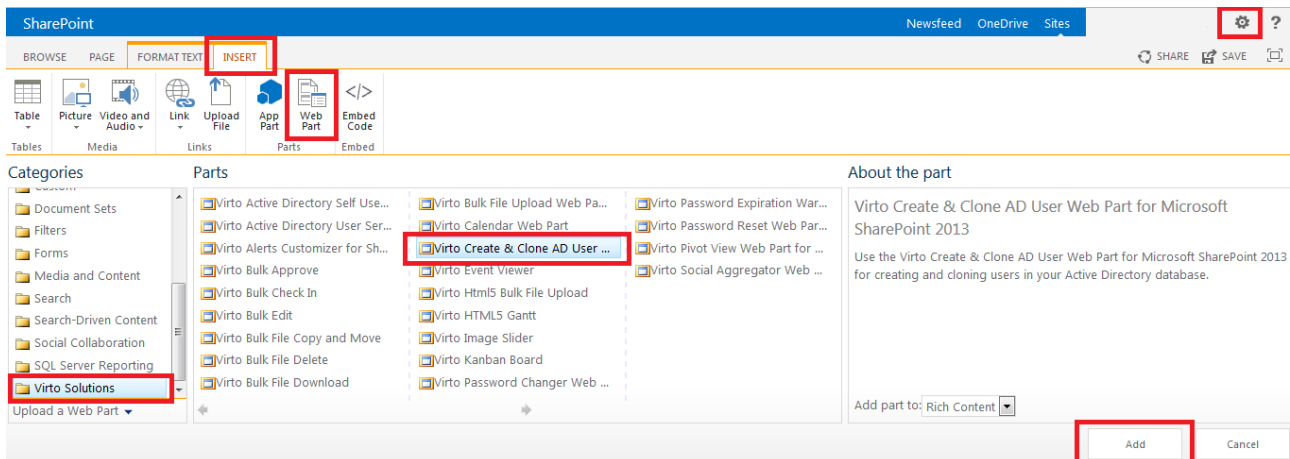 SharePoint
Newsfeed OneDrive Sites
?
BROWSE PAGE FORMAT TEXT INSERT
SHARE SAVE
Table
Picture
Video and
Audio
Link
Upload
File
App
Part
Web
Part
Embed
Code
Tables Media Links Parts Embed
Categories
Custom
Document Sets
Filters
Forms
Media and Content
Search
Search-Driven Content
Social Collaboration
SQL Server Reporting
Virto Solutions
Upload a Web Part
Parts
Virto Active Directory Self Use...
Virto Active Directory User Ser...
Virto Alerts Customizer for Sh...
Virto Bulk Approve
Virto Bulk Check In
Virto Bulk Edit
Virto Bulk File Copy and Move
Virto Bulk File Delete
Virto Bulk File Download
Virto Bulk File Upload Web Pa...
Virto Calendar Web Part
Virto Create & Clone AD User ...
Virto Event Viewer
Virto Html5 Bulk File Upload
Virto HTML5 Gantt
Virto Image Slider
Virto Kanban Board
Virto Password Changer Web ...
Virto Password Expiration War...
Virto Password Reset Web Par...
Virto Pivot View Web Part for ...
Virto Social Aggregator Web ...
About the part
Virto Create & Clone AD User Web Part for Microsoft
SharePoint 2013
Use the Virto Create & Clone AD User Web Part for Microsoft SharePoint 2013
for creating and cloning users in your Active Directory database.
Add part to: Rich Content
Add Cancel